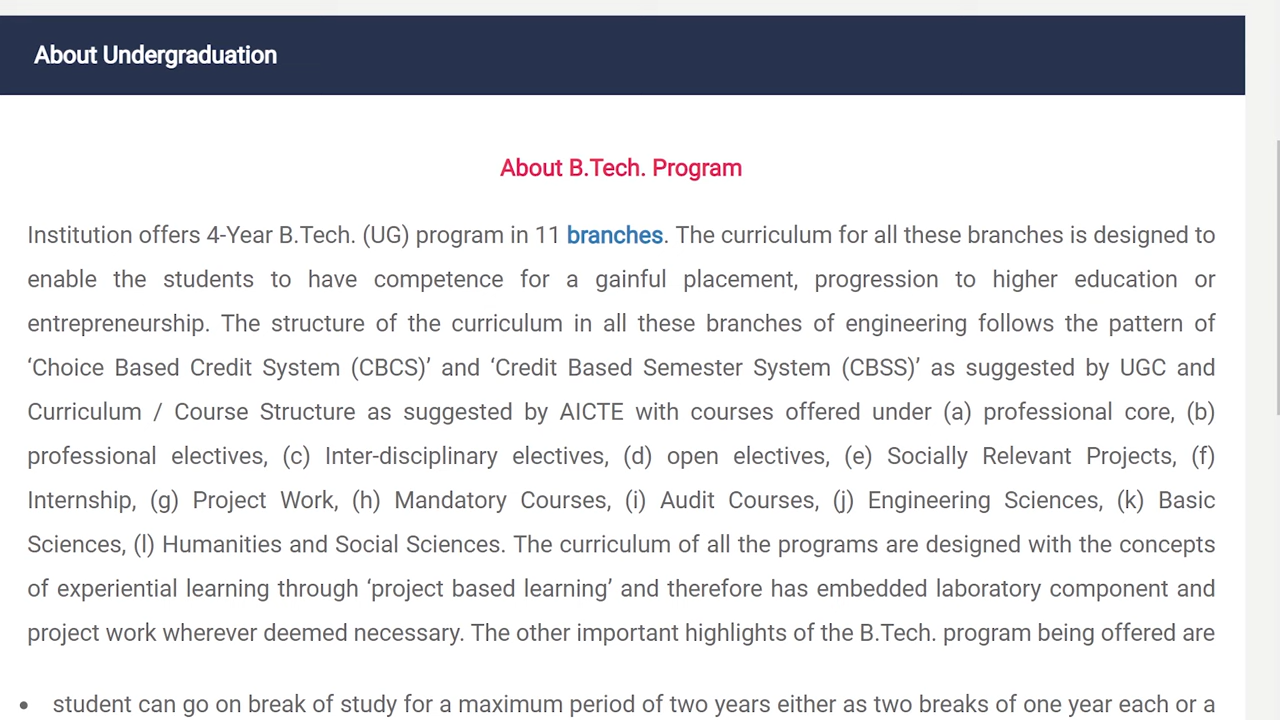 About Undergraduation
About B.Tech. Program
Institution offers 4-Year B.Tech. (UG) program in 11 branches. The curriculum for all these branches is designed to
enable the students to have competence for a gainful placement, progression to higher education or
entrepreneurship. The structure of the curriculum in all these branches of engineering follows the pattern of
‘Choice Based Credit System (CBCS)’ and ‘Credit Based Semester System (CBSS)’ as suggested by UGC and
Curriculum / Course Structure as suggested by AICTE with courses offered under (a) professional core, (b)
professional electives, (c) Inter-disciplinary electives, (d) open electives, (e) Socially Relevant Projects, (f)
Internship, (g) Project Work, (h) Mandatory Courses, (i) Audit Courses, (j) Engineering Sciences, (k) Basic
Sciences, (l) Humanities and Social Sciences. The curriculum of all the programs are designed with the concepts
of experiential learning through ‘project based learning’ and therefore has embedded laboratory component and
project work wherever deemed necessary. The other important highlights of the B.Tech. program being offered are
• student can go on break of study for a maximum period of two years either as two breaks of one year each or a